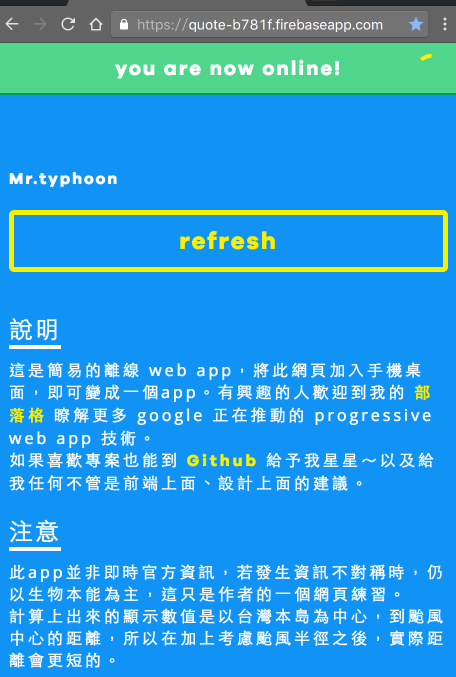 https://quote-b781f.firebaseapp.com
you are now online!
Mr.typhoon
refresh
說明
這是簡易的離線 web app，將此網頁加入手機桌
面，即可變成一個app。有興趣的人歡迎到我的 部
落格 瞭解更多 google 正在推動的 progressive
web app 技術。
如果喜歡專案也能到 Github 給予我星星～以及給
我任何不管是前端上面、設計上面的建議。
注意
此app並非即時官方資訊，若發生資訊不對稱時，仍
以生物本能為主，這只是作者的一個網頁練習。
計算上出來的顯示數值是以台灣本島為中心，到颱風
中心的距離，所以在加上考慮颱風半徑之後，實際距
離會更短的。